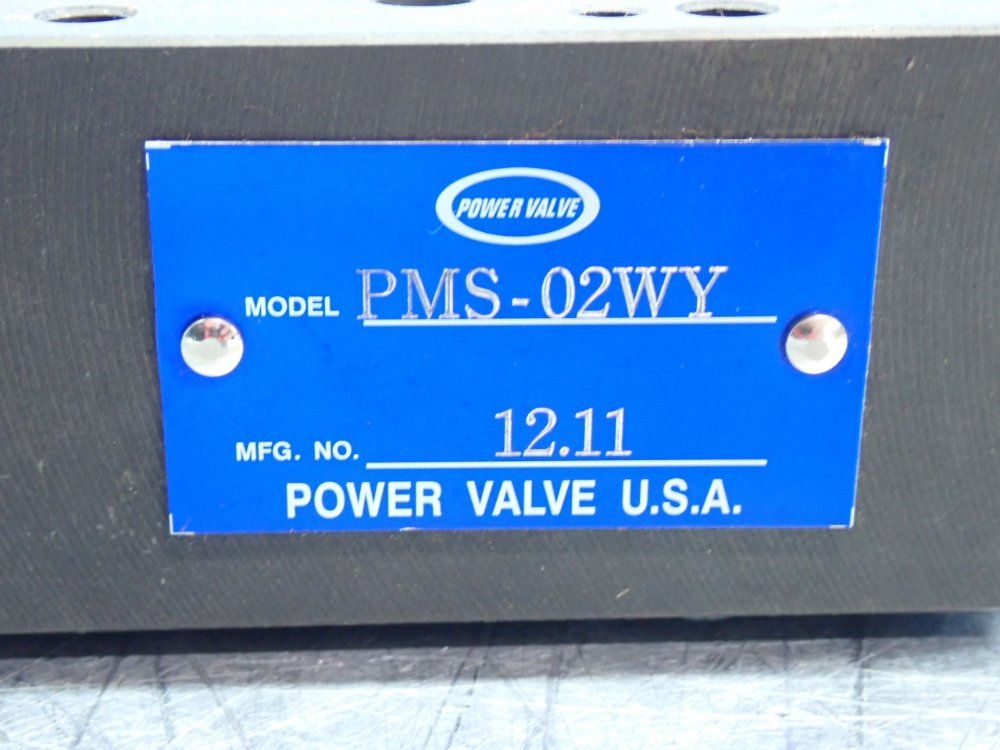 POWER VALVE
MODEL PMS-02WY
MFG. NO. 12.11
POWER VALVE U.S.A.